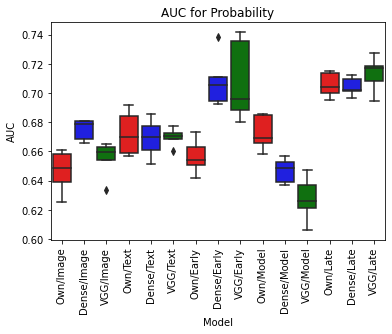 AUC for Probability
AUC
0.74
0.72
0.70
0.68
0.66
0.64
0.62
0.60
Own/Image
Dense/Image
VGG/Image
Own/Text
Dense/Text
VGG/Text
Own/Early
Dense/Early
VGG/Early
Own/Model
Dense/Model
VGG/Model
Own/Late
Dense/Late
VGG/Late
Model